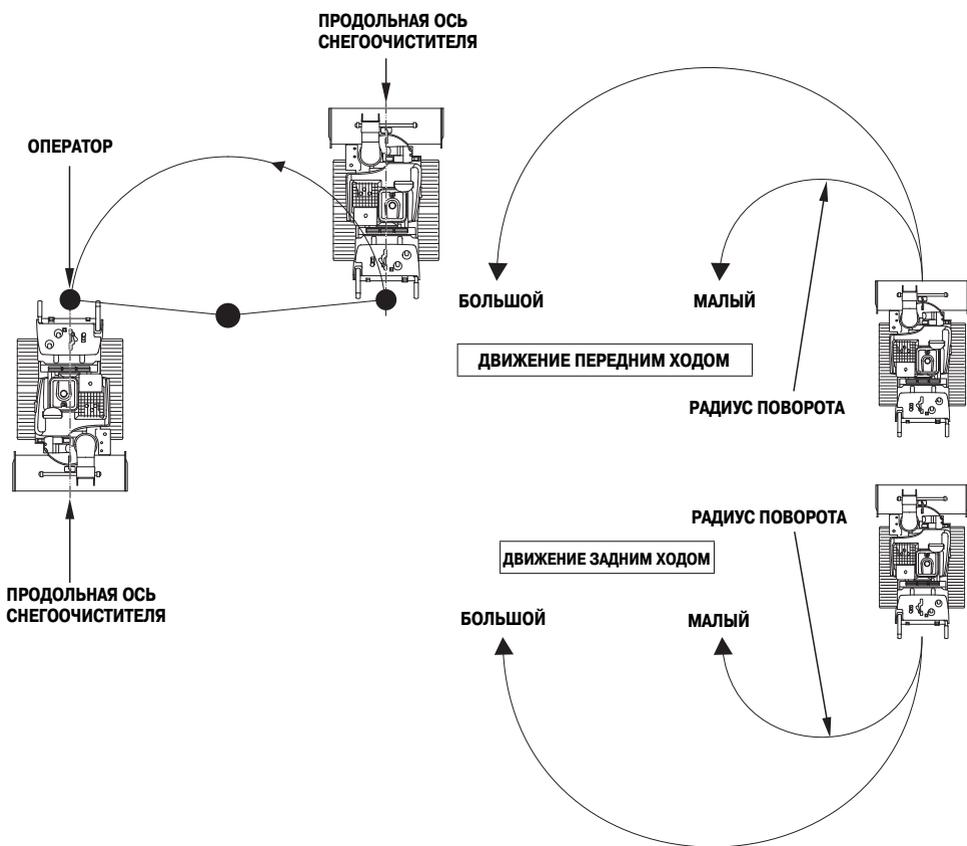 ПРОДОЛЬНАЯ ОСЬ
СНЕГООЧИСТИТЕЛЯ
ОПЕРАТОР
ПРОДОЛЬНАЯ ОСЬ
СНЕГООЧИСТИТЕЛЯ
БОЛЬШОЙ
МАЛЫЙ
ДВИЖЕНИЕ ПЕРЕДНИМ ХОДОМ
РАДИУС ПОВОРОТА
РАДИУС ПОВОРОТА
ДВИЖЕНИЕ ЗАДНИМ ХОДОМ
БОЛЬШОЙ
МАЛЫЙ